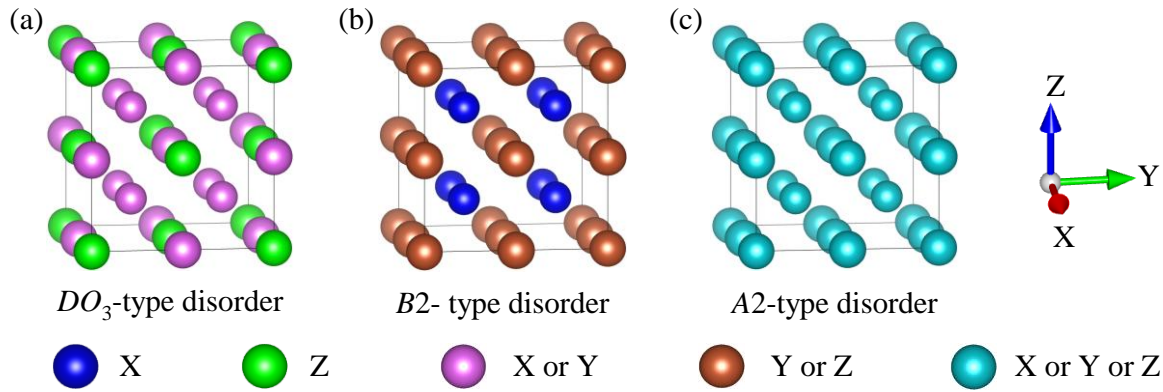 (a) (b) (c)
Z
Y
X
DO₃-type disorder B2- type disorder A2-type disorder
X Z X or Y Y or Z X or Y or Z